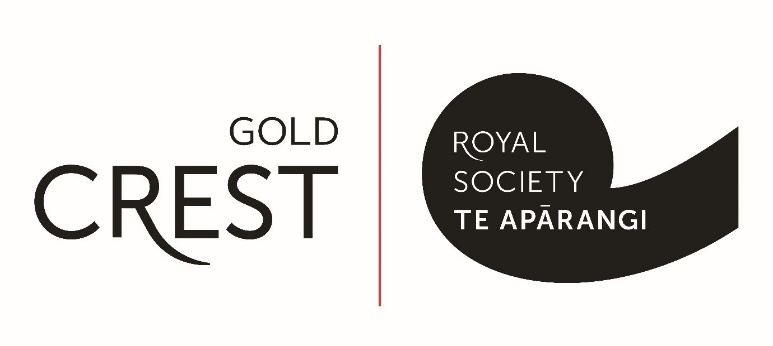 GOLD
CREST
ROYAL
SOCIETY
TE APĀRANGI